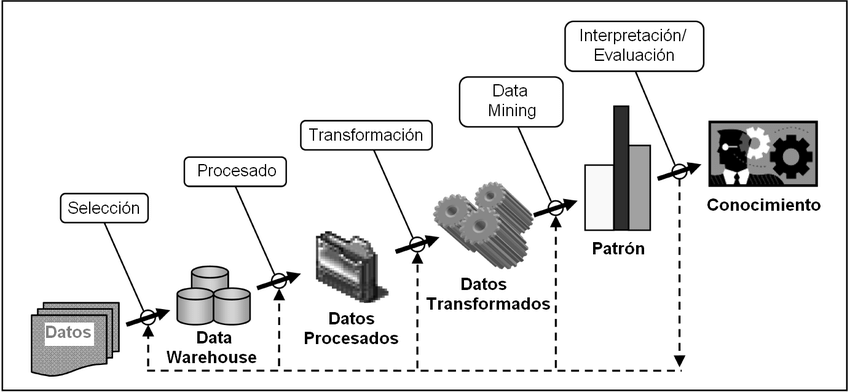 Interpretación/
Evaluación
Data
Mining
Transformación
Procesado
Selección
Conocimiento
Patrón
Datos
Transformados
Datos
Procesados
Data
Warehouse
Datos